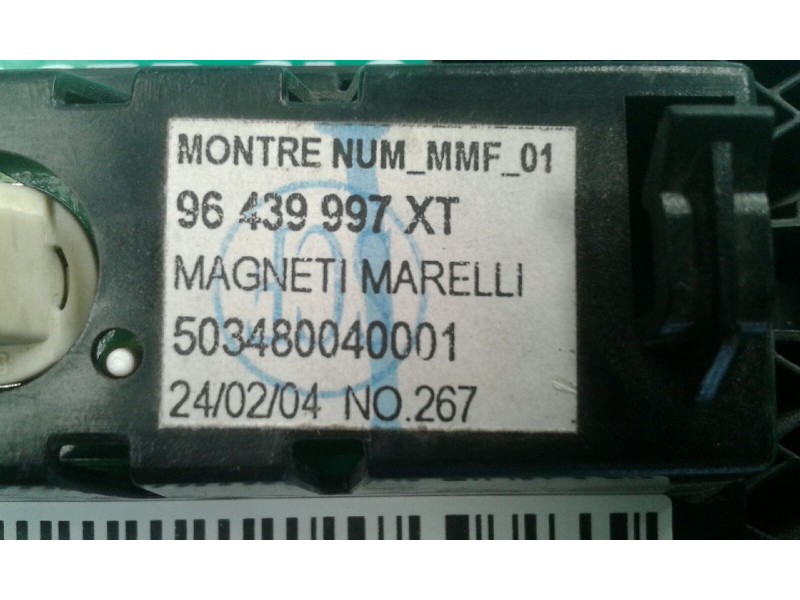 MONTRE NUM_MMF_01
96 439 997 XT
MAGNETI MARELLI
503480040001
24/02/04 NO.267